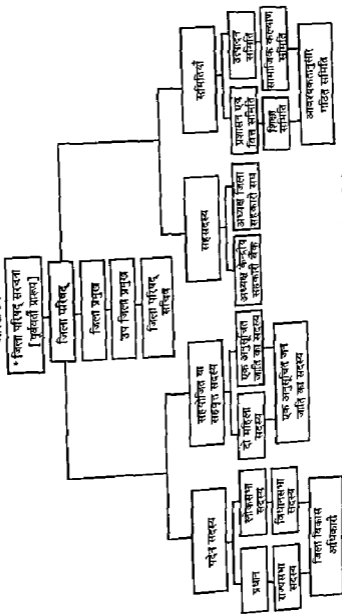 * जिला परिषद् संरचना
[ पूर्ववर्ती प्रारूप ]
जिला परिषद्
जिला प्रमुख
उप जिला प्रमुख
जिला परिषद्
सचिव
पदेन सदस्य
प्रधान
लोकसभा
सदस्य
राज्यसभा
सदस्य
विधानसभा
सदस्य
जिला विकास
अधिकारी
सहयोजित या
सहवृत्त सदस्य
दो महिला
सदस्य
एक अनुसूचित
जाति का सदस्य
एक अनुसूचित जन
जाति का सदस्य
सहसदस्य
अध्यक्ष केन्द्रीय
सहकारी बैंक
अध्यक्ष जिला
सहकारी संघ
समितियाँ
प्रशासन एवं
वित्त समिति
उत्पादन
समिति
शिक्षा
समिति
सामाजिक कल्याण
समिति
आवश्यकतानुसार
गठित समिति